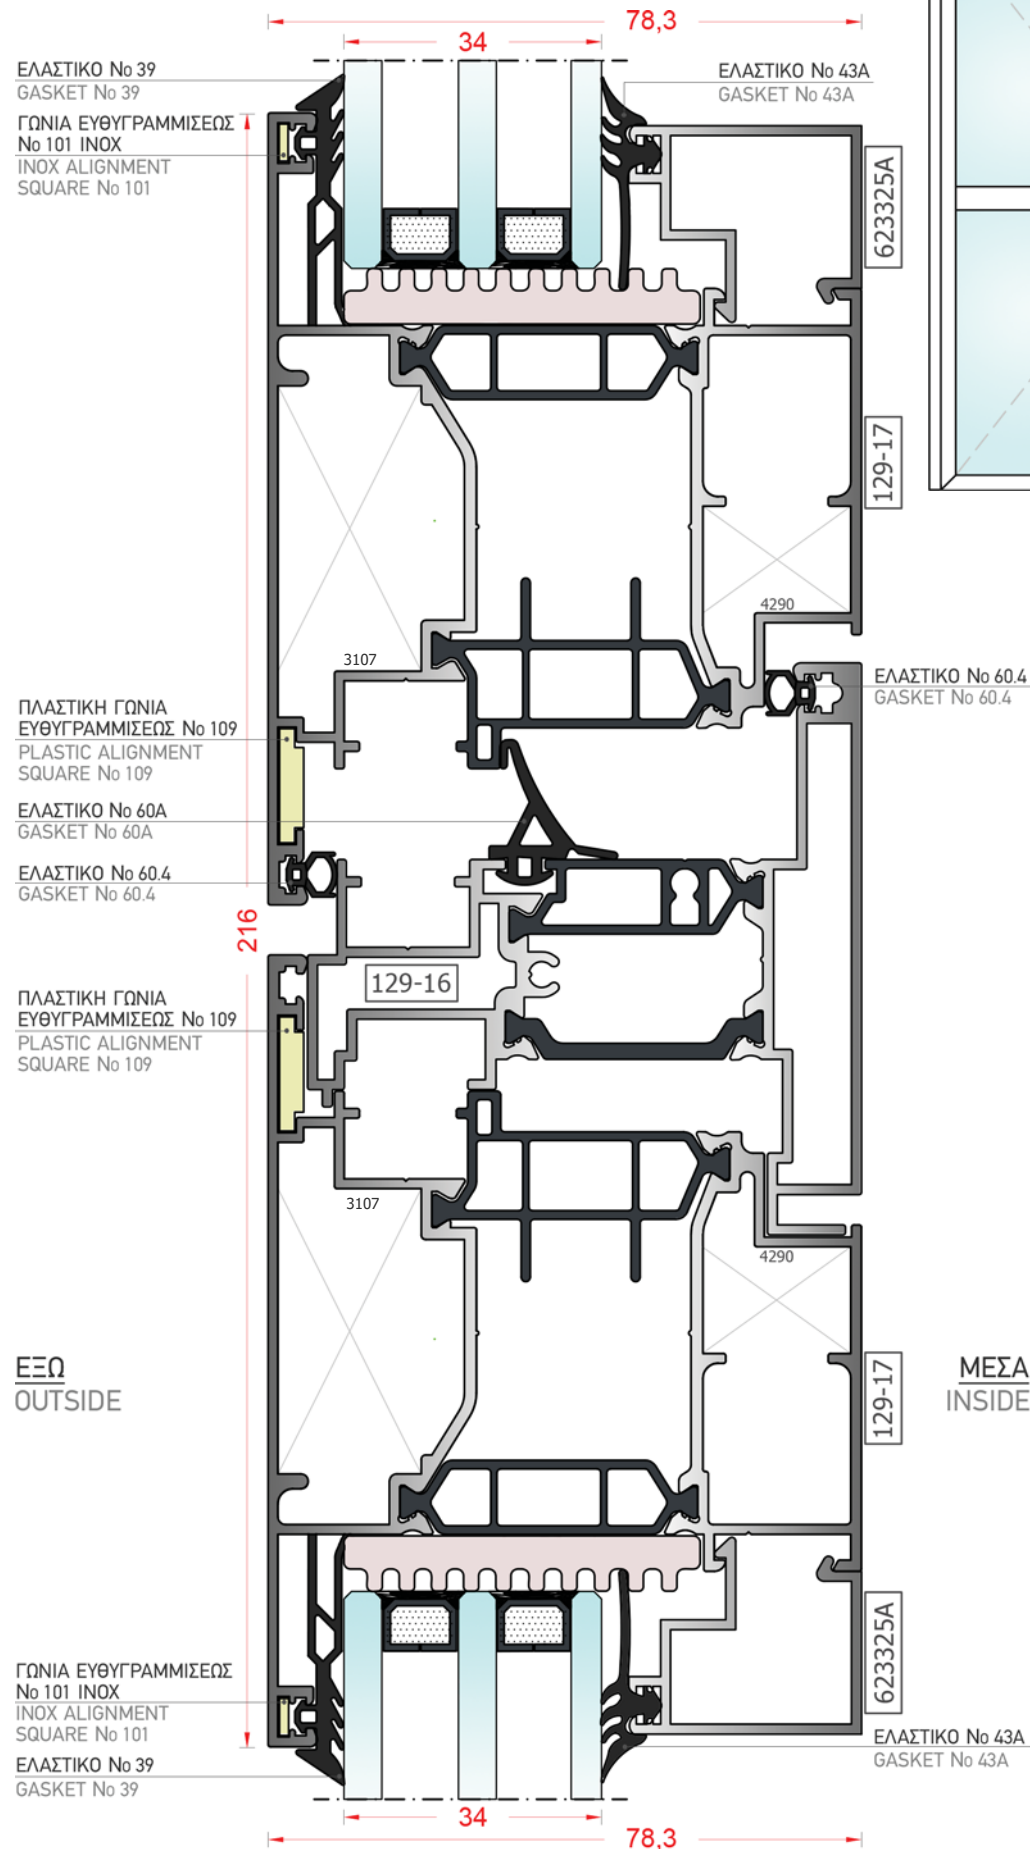 78,3
34
ΕΛΑΣΤΙΚΟ Νο 39
GASKET No 39
ΕΛΑΣΤΙΚΟ Νο 43Α
GASKET No 43A
ΓΩΝΙΑ ΕΥΘΥΓΡΑΜΜΙΣΕΩΣ
Νο 101 INOX
INOX ALIGNMENT
SQUARE No 101
623325A
129-17
4290
3107
ΕΛΑΣΤΙΚΟ Νο 60.4
GASKET No 60.4
ΠΛΑΣΤΙΚΗ ΓΩΝΙΑ
ΕΥΘΥΓΡΑΜΜΙΣΕΩΣ Νο 109
PLASTIC ALIGNMENT
SQUARE No 109
ΕΛΑΣΤΙΚΟ Νο 60Α
GASKET No 60A
ΕΛΑΣΤΙΚΟ Νο 60.4
GASKET No 60.4
216
129-16
ΠΛΑΣΤΙΚΗ ΓΩΝΙΑ
ΕΥΘΥΓΡΑΜΜΙΣΕΩΣ Νο 109
PLASTIC ALIGNMENT
SQUARE No 109
3107
4290
ΕΞΩ
OUTSIDE
129-17
ΜΕΣΑ
INSIDE
623325A
ΓΩΝΙΑ ΕΥΘΥΓΡΑΜΜΙΣΕΩΣ
Νο 101 INOX
INOX ALIGNMENT
SQUARE No 101
ΕΛΑΣΤΙΚΟ Νο 39
GASKET No 39
ΕΛΑΣΤΙΚΟ Νο 43Α
GASKET No 43A
34
78,3